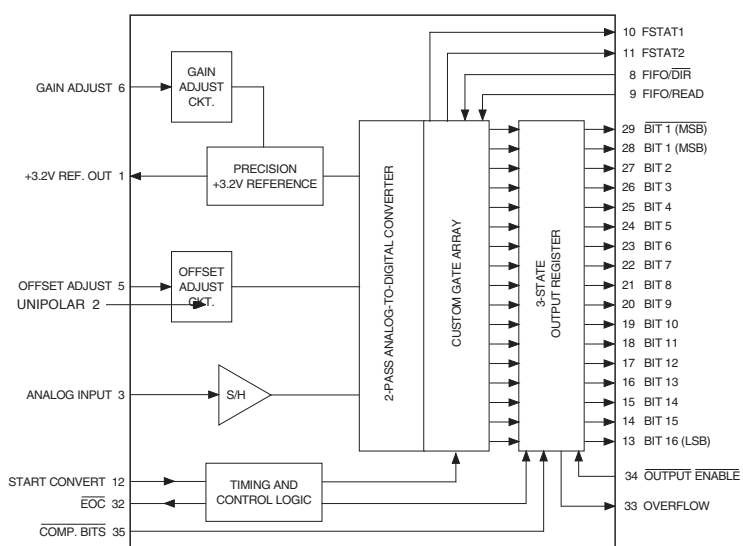 10 FSTAT1
11 FSTAT2
8 FIFO/DIR
9 FIFO/READ
GAIN ADJUST 6
GAIN
ADJUST
CKT.
+3.2V REF. OUT 1
PRECISION
+3.2V REFERENCE
OFFSET ADJUST 5
UNIPOLAR 2
OFFSET
ADJUST
CKT.
ANALOG INPUT 3
S/H
2-PASS ANALOG-TO-DIGITAL CONVERTER
CUSTOM GATE ARRAY
3-STATE
OUTPUT REGISTER
29 BIT 1 (MSB)
28 BIT 1 (MSB)
27 BIT 2
26 BIT 3
25 BIT 4
24 BIT 5
23 BIT 6
22 BIT 7
21 BIT 8
20 BIT 9
19 BIT 10
18 BIT 11
17 BIT 12
16 BIT 13
15 BIT 14
14 BIT 15
13 BIT 16 (LSB)
START CONVERT 12
EOC 32
COMP. BITS 35
TIMING AND
CONTROL LOGIC
34 OUTPUT ENABLE
33 OVERFLOW